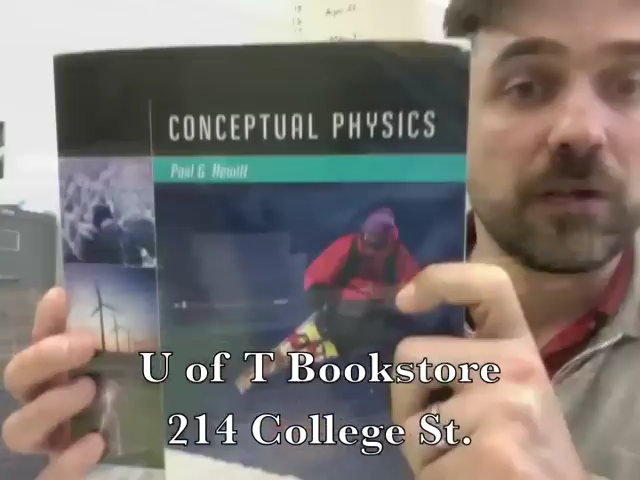 CONCEPTUAL PHYSICS
Paul G. Hewitt
U of T Bookstore
214 College St.